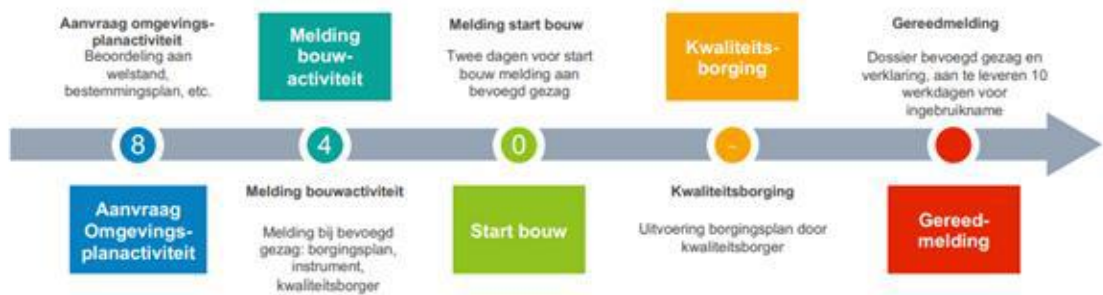 Aanvraag omgevings-
planactiviteit
Beoordeling aan
welstand,
bestemmingsplan, etc.
Melding
bouw-
activiteit
Melding start bouw
Twee dagen voor start
bouw melding aan
bevoegd gezag
Kwaliteits-
borging
Gereedmelding
Dossier bevoegd gezag en
verklaring, aan te leveren 10
werkdagen voor
ingebruikname
8
4
0
-
Aanvraag
Omgevings-
planactiviteit
Melding bouwactiviteit
Melding bij bevoegd
gezag: borgingsplan,
instrument,
kwaliteitsborger
Start bouw
Kwaliteitsborging
Uitvoering borgingsplan door
kwaliteitsborger
Gereed-
melding